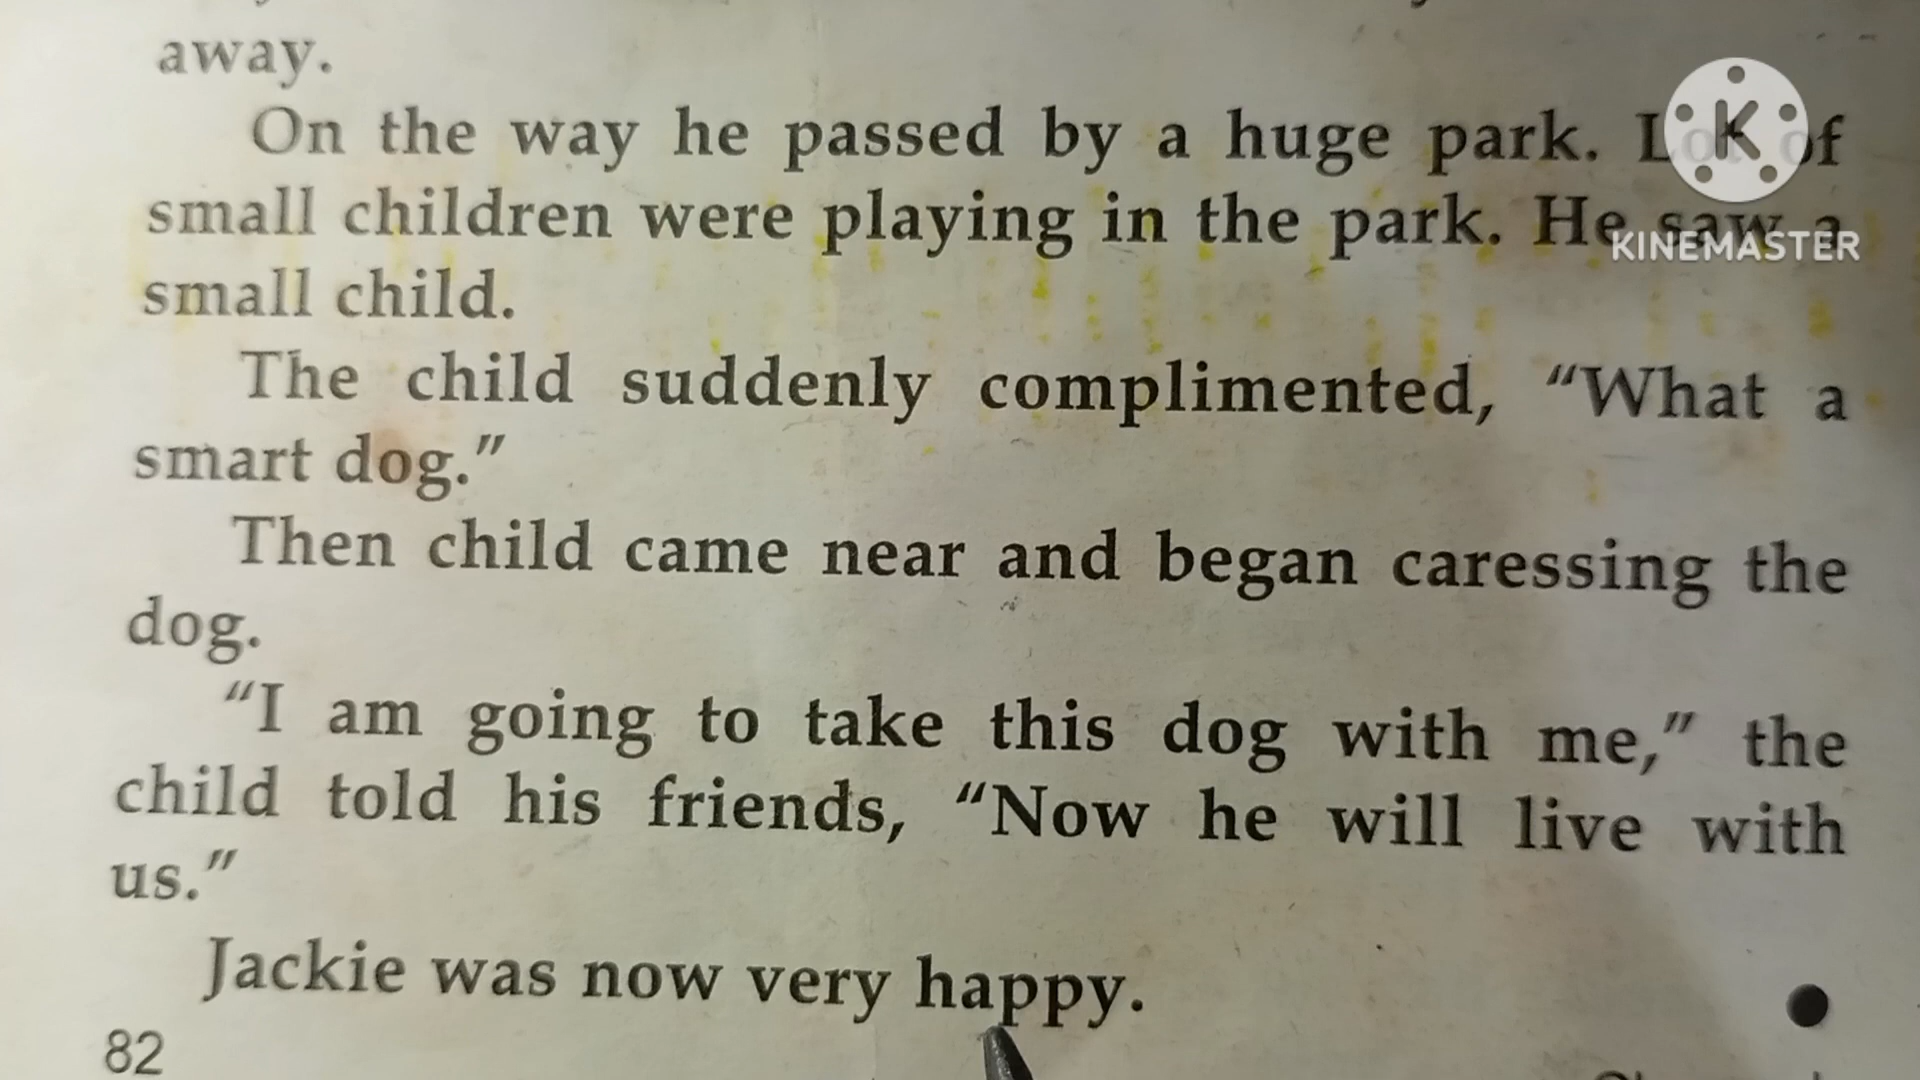 away.
On the way he passed by a huge park. Lot of
small children were playing in the park. He saw a
small child.
The child suddenly complimented, “What a
smart dog.”
Then child came near and began caressing the
dog.
“I am going to take this dog with me,” the
child told his friends, “Now he will live with
us.”
Jackie was now very happy.
82
K
KINEMASTER